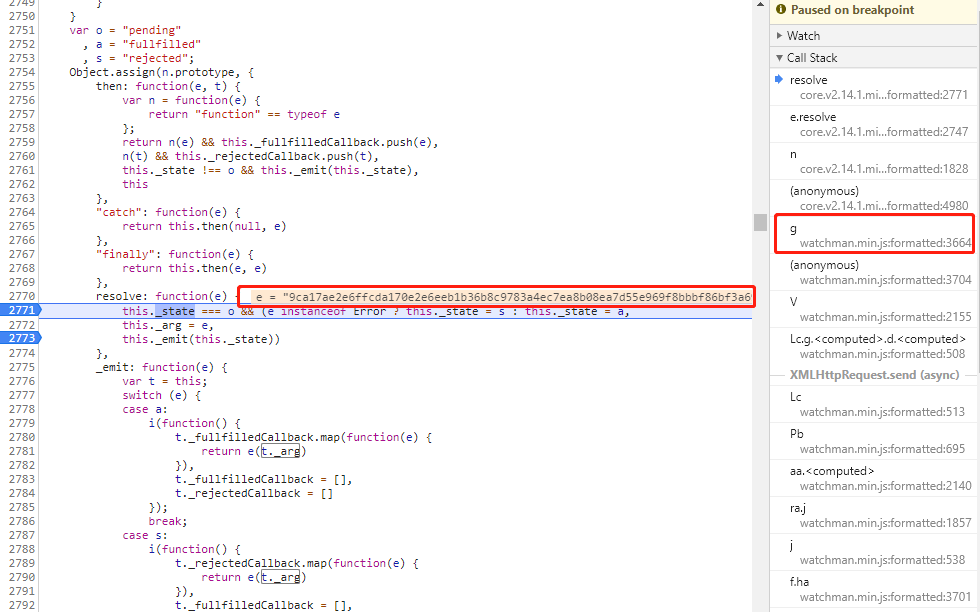 2749 }
2750 }
2751 var o = "pending"
2752 , a = "fullfilled"
2753 , s = "rejected";
2754 Object.assign(n.prototype, {
2755 then: function(e, t) {
2756 var n = function(e) {
2757 return "function" == typeof e
2758 };
2759 return n(e) && this._fullfilledCallback.push(e),
2760 n(t) && this._rejectedCallback.push(t),
2761 this._state !== o && this._emit(this._state),
2762 this
2763 },
2764 "catch": function(e) {
2765 return this.then(null, e)
2766 },
2767 "finally": function(e) {
2768 return this.then(e, e)
2769 },
2770 resolve: function(e) { e = "9ca17ae2e6ffcda170e2e6eeb1b36b8c9783a4ec7ea8b08ea7d55e969f8bbbf86bf3a6
2771 this._state === o && (e instanceof Error ? this._state = s : this._state = a,
2772 this._arg = e,
2773 this._emit(this._state))
2774 },
2775 _emit: function(e) {
2776 var t = this;
2777 switch (e) {
2778 case a:
2779 i(function() {
2780 t._fullfilledCallback.map(function(e) {
2781 return e(t._arg)
2782 }),
2783 t._fullfilledCallback = [],
2784 t._rejectedCallback = []
2785 });
2786 break;
2787 case s:
2788 i(function() {
2789 t._rejectedCallback.map(function(e) {
2790 return e(t._arg)
2791 }),
2792 t._fullfilledCallback = [],
Paused on breakpoint
Watch
Call Stack
resolve
core.v2.14.1.mi...formatted:2771
e.resolve
core.v2.14.1.mi...formatted:2747
n
core.v2.14.1.mi...formatted:1828
(anonymous)
core.v2.14.1.mi...formatted:4980
g
watchman.min.js:formatted:3664
(anonymous)
watchman.min.js:formatted:3704
V
watchman.min.js:formatted:2155
Lc.g.<computed>.d.<computed>
watchman.min.js:formatted:508
XMLHttpRequest.send (async)
Lc
watchman.min.js:formatted:513
Pb
watchman.min.js:formatted:695
aa.<computed>
watchman.min.js:formatted:2140
ra.j
watchman.min.js:formatted:1857
j
watchman.min.js:formatted:538
f.ha
watchman.min.js:formatted:3701